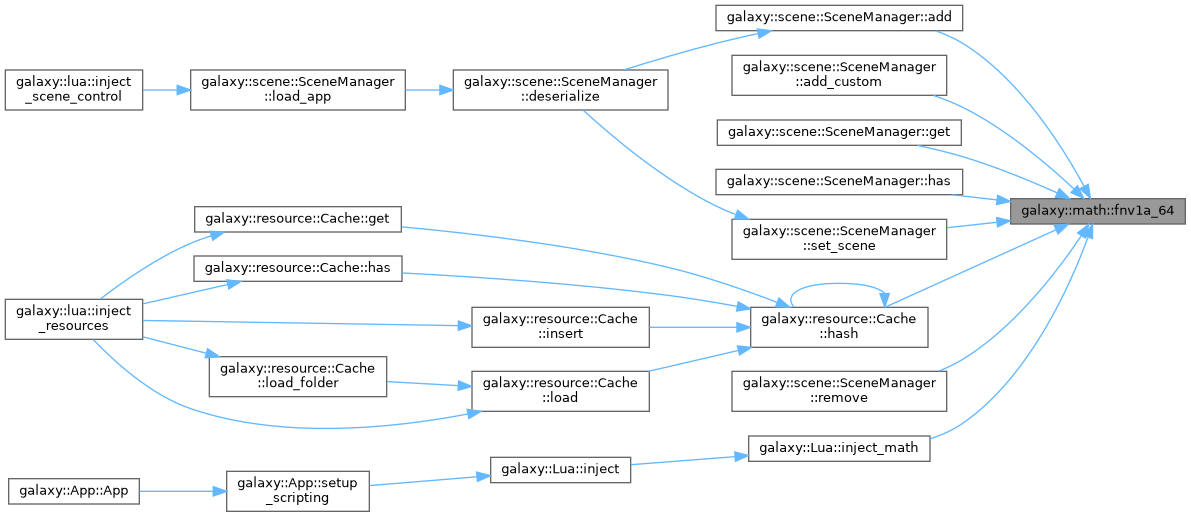 galaxy::scene::SceneManager::add
galaxy::scene::SceneManager
::add_custom
galaxy::lua::inject
_scene_control
galaxy::scene::SceneManager
::load_app
galaxy::scene::SceneManager
::deserialize
galaxy::scene::SceneManager::get
galaxy::scene::SceneManager::has
galaxy::math::fnv1a_64
galaxy::resource::Cache::get
galaxy::scene::SceneManager
::set_scene
galaxy::resource::Cache::has
galaxy::lua::inject
_resources
galaxy::resource::Cache
::insert
galaxy::resource::Cache
::hash
galaxy::resource::Cache
::load_folder
galaxy::resource::Cache
::load
galaxy::scene::SceneManager
::remove
galaxy::Lua::inject_math
galaxy::Lua::inject
galaxy::App::setup
_scripting
galaxy::App::App